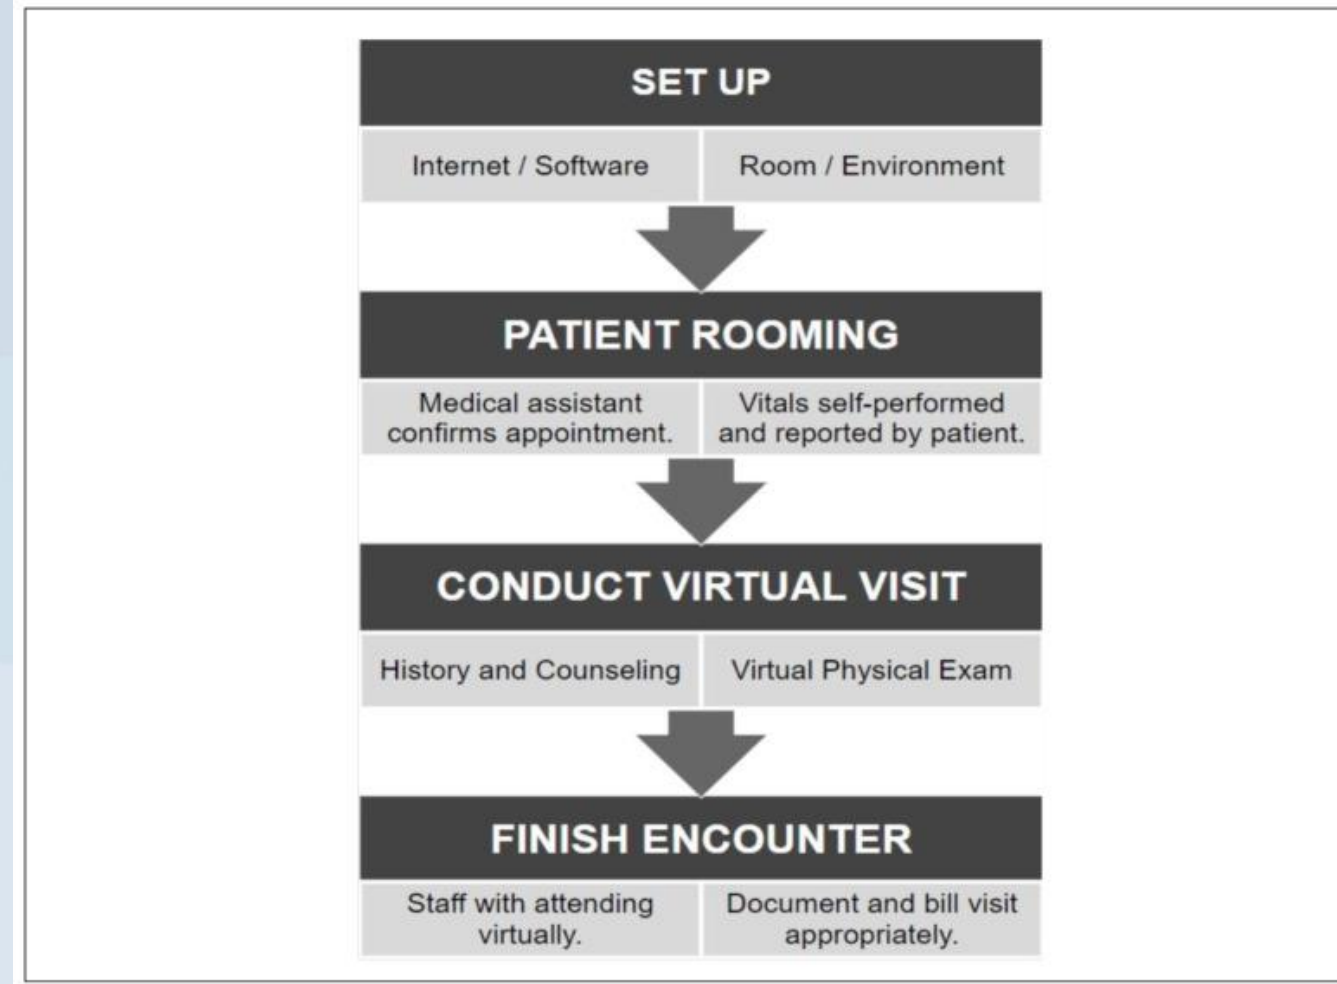 SET UP
Internet / Software
Room / Environment
PATIENT ROOMING
Medical assistant
confirms appointment.
Vitals self-performed
and reported by patient.
CONDUCT VIRTUAL VISIT
History and Counseling
Virtual Physical Exam
FINISH ENCOUNTER
Staff with attending
virtually.
Document and bill visit
appropriately.